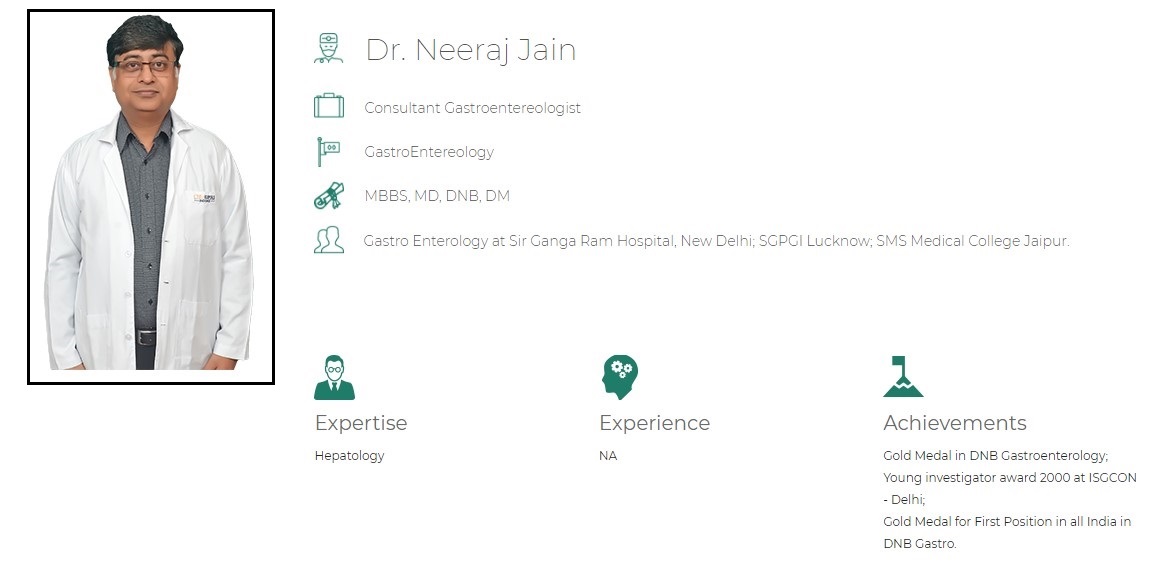 Dr. Neeraj Jain
Consultant Gastroentereologist
GastroEntereology
MBBS, MD, DNB, DM
Gastro Enterology at Sir Ganga Ram Hospital, New Delhi; SGPGI Lucknow; SMS Medical College Jaipur.
Expertise
Hepatology
Experience
NA
Achievements
Gold Medal in DNB Gastroenterology;
Young investigator award 2000 at ISGCON
- Delhi;
Gold Medal for First Position in all India in
DNB Gastro.